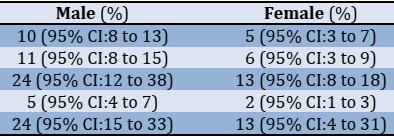 Male (%) Female (%)
10 (95% CI:8 to 13) 5 (95% CI:3 to 7)
11 (95% CI:8 to 15) 6 (95% CI:3 to 9)
24 (95% CI:12 to 38) 13 (95% CI:8 to 18)
5 (95% CI:4 to 7) 2 (95% CI:1 to 3)
24 (95% CI:15 to 33) 13 (95% CI:4 to 31)